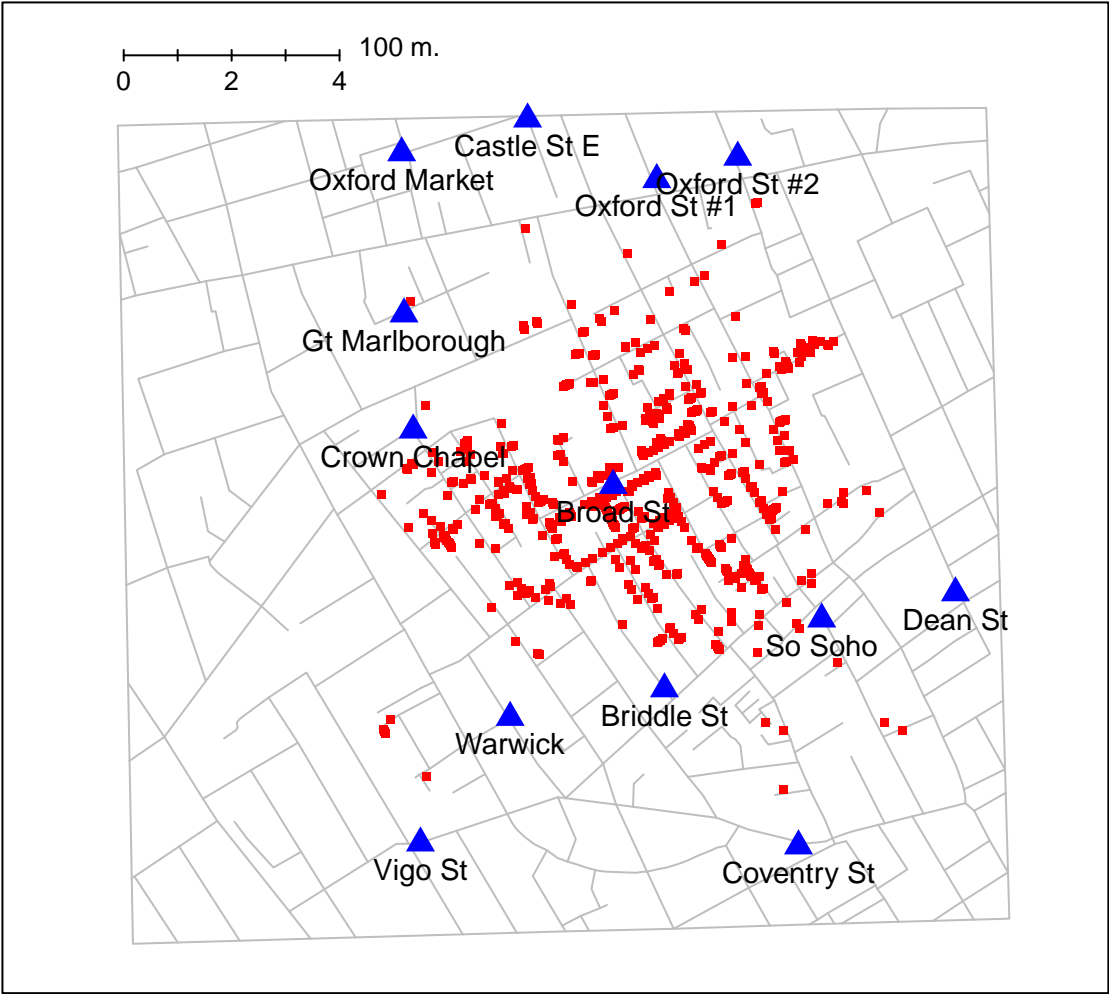 100 m.
0 2 4
Castle St E
Oxford Market
Oxford St #2
Oxford St #1
Gt Marlborough
Crown Chapel
Broad St
Dean St
So Soho
Briddle St
Warwick
Vigo St
Coventry St